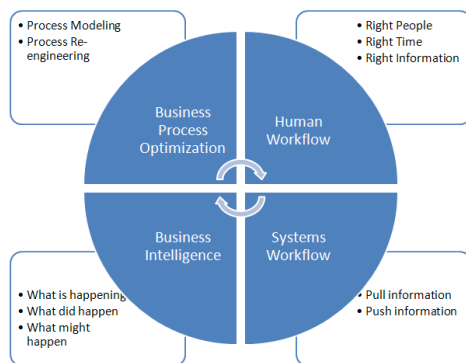 • Process Modeling
• Process Re-
engineering
• Right People
• Right Time
• Right Information
Business
Process
Optimization
Human
Workflow
Business
Intelligence
Systems
Workflow
• What is happening
• What did happen
• What might
happen
• Pull information
• Push information